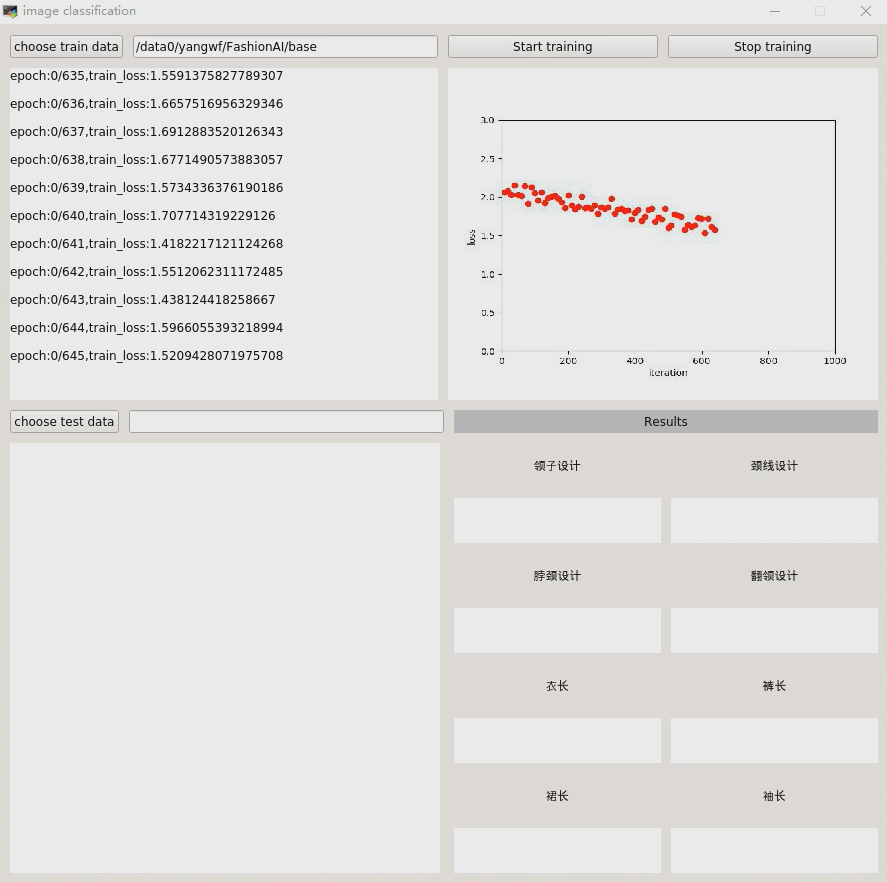 image classification
choose train data
/data0/yangwf/FashionAI/base
Start training
Stop training
epoch:0/635,train_loss:1.5591375827789307
epoch:0/636,train_loss:1.6657516956329346
epoch:0/637,train_loss:1.6912883520126343
epoch:0/638,train_loss:1.6771490573883057
epoch:0/639,train_loss:1.5734336376190186
epoch:0/640,train_loss:1.707714319229126
epoch:0/641,train_loss:1.4182217121124268
epoch:0/642,train_loss:1.5512062311172485
epoch:0/643,train_loss:1.438124418258667
epoch:0/644,train_loss:1.5966055393218994
epoch:0/645,train_loss:1.5209428071975708
3.0
2.5
2.0
1.5
1.0
0.5
0.0
loss
0 200 400 600 800 1000
iteration
choose test data
Results
领子设计
颈线设计
脖颈设计
翻领设计
衣长
裤长
裙长
袖长